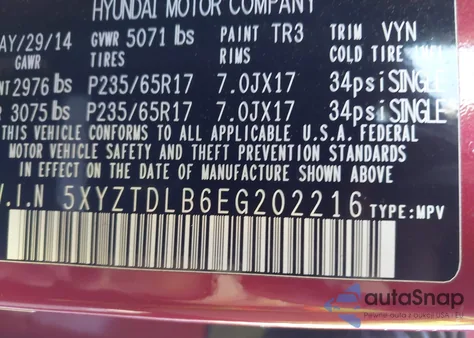 HYUNDAI MOTOR COMPANY
AY/29/14 GVWR 5071 lbs PAINT TR3 TRIM VYN
GAWR TIRES RIMS COLD TIRE
NT 2976 lbs P235/65R17 7.0JX17 34psi SINGLE
R 3075 lbs P235/65R17 7.0JX17 34psi SINGLE
THIS VEHICLE CONFORMS TO ALL APPLICABLE U.S.A. FEDERAL
MOTOR VEHICLE SAFETY AND THEFT PREVENTION STANDARDS
IN EFFECT ON THE DATE OF MANUFACTURE SHOWN ABOVE.
V.I.N 5XYZTDLB6EG202216 TYPE:MPV
autoSnap